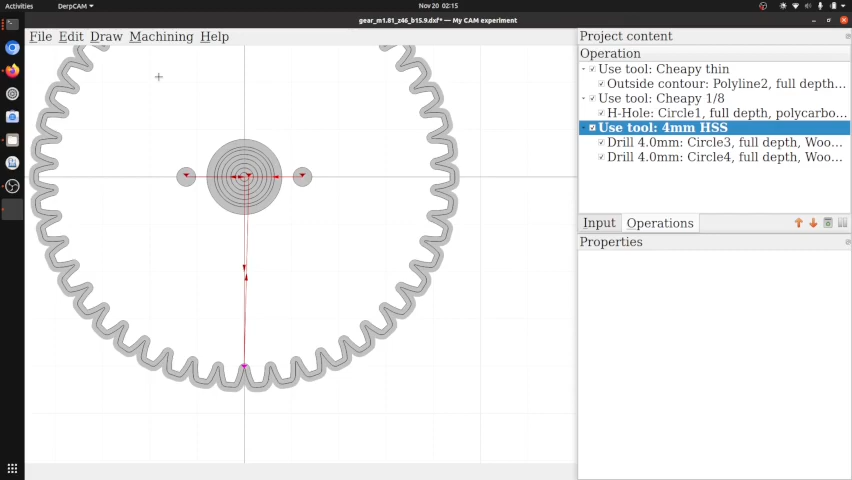 Activities
DerpCAM
Nov 20 02:15
gear_m1.81_z46_b15.9.dxf* — My CAM experiment
File Edit Draw Machining Help
Project content
Operation
Use tool: Cheapy thin
Outside contour: Polyline2, full depth...
Use tool: Cheapy 1/8
H-Hole: Circle1, full depth, polycarbo...
Use tool: 4mm HSS
Drill 4.0mm: Circle3, full depth, Woo...
Drill 4.0mm: Circle4, full depth, Woo...
Input Operations
Properties